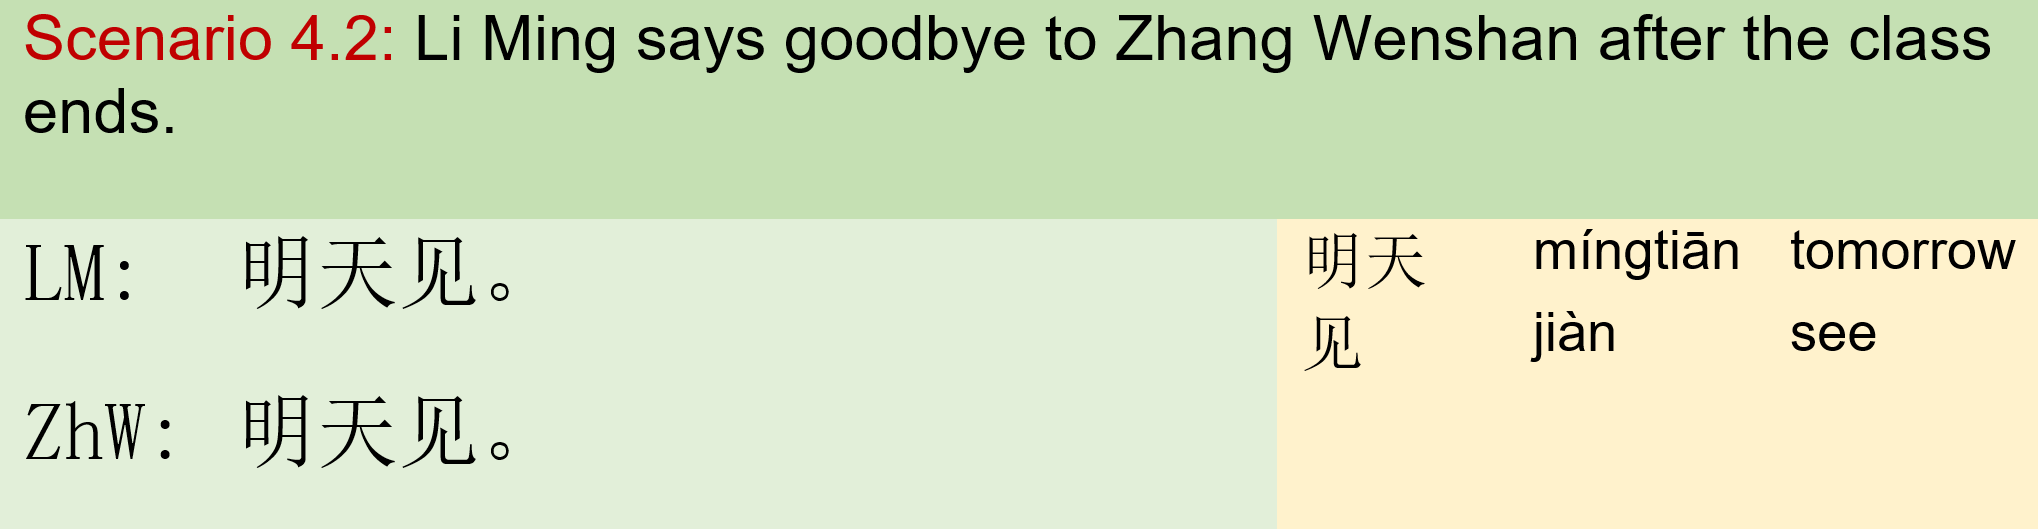 Scenario 4.2: Li Ming says goodbye to Zhang Wenshan after the class
ends.
LM: 明天见。
ZhW: 明天见。
明天 míngtiān tomorrow
见 jiàn see